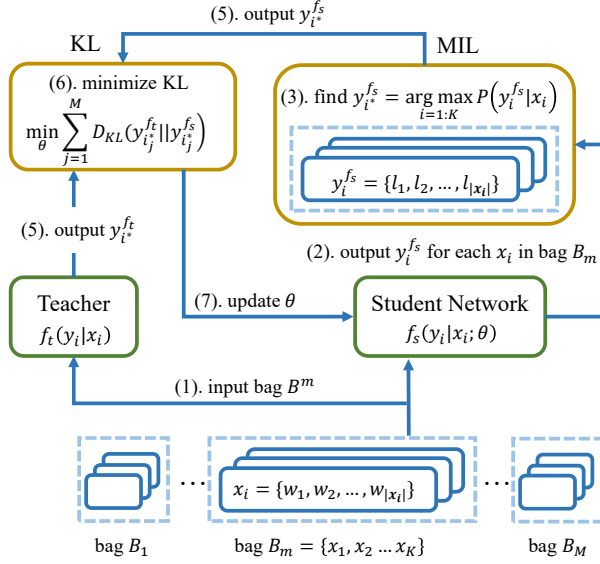 (5). output $y_{i^*}^{f_s}$
KL
MIL
(6). minimize KL
$\min_{\theta} \sum_{j=1}^{M} D_{KL}(y_{i_j^*}^{f_t} || y_{i_j^*}^{f_s})$
(3). find $y_{i^*}^{f_s} = \arg\max_{i=1:K} P(y_i^{f_s} | x_i)$
$y_i^{f_s} = \{l_1, l_2, \ldots, l_{|x_i|}\}$
(5). output $y_{i^*}^{f_t}$
(2). output $y_i^{f_s}$ for each $x_i$ in bag $B_m$
Teacher
$f_t(y_i|x_i)$
(7). update $\theta$
Student Network
$f_s(y_i|x_i; \theta)$
(1). input bag $B^m$
$x_i = \{w_1, w_2, \ldots, w_{|x_i|}\}$
… …
bag $B_1$
bag $B_m = \{x_1, x_2 \ldots x_K\}$
bag $B_M$